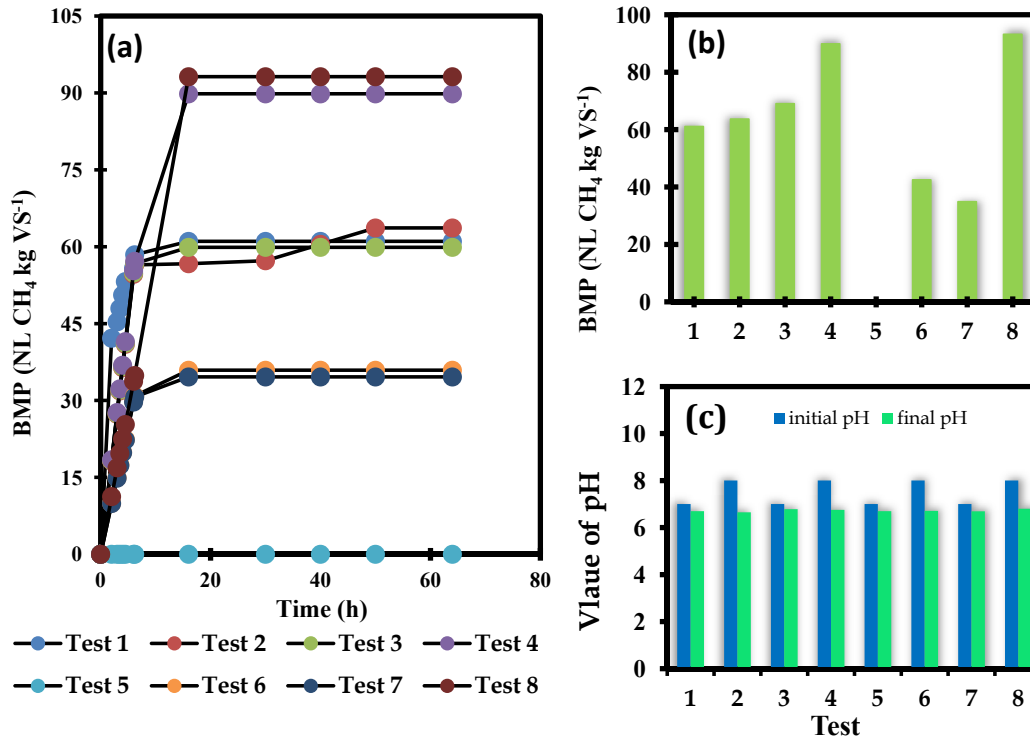 (a)
BMP (NL CH₄ kg VS⁻¹)
105
90
75
60
45
30
15
0
0 20 40 60 80
Time (h)
Test 1 Test 2 Test 3 Test 4
Test 5 Test 6 Test 7 Test 8
(b)
BMP (NL CH₄ kg VS⁻¹)
100
80
60
40
20
0
1 2 3 4 5 6 7 8
(c)
initial pH final pH
Vlaue of pH
12
10
8
6
4
2
0
1 2 3 4 5 6 7 8
Test